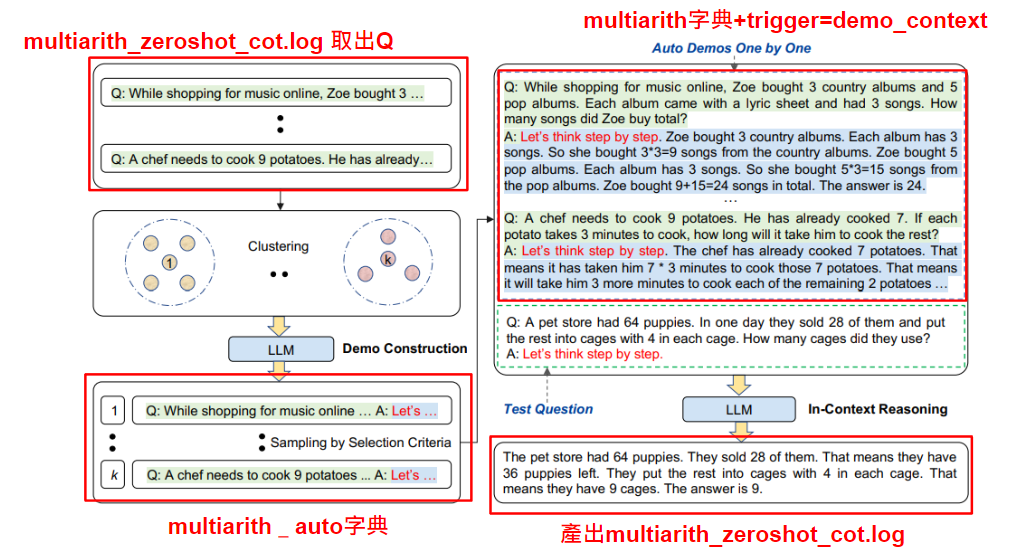 multiarith_zeroshot_cot.log 取出Q
Q: While shopping for music online, Zoe bought 3 …
Q: A chef needs to cook 9 potatoes. He has already…
Clustering
1
k
LLM
Demo Construction
1
Q: While shopping for music online … A: Let's …
Sampling by Selection Criteria
k
Q: A chef needs to cook 9 potatoes ... A: Let's …
multiarith _ auto字典
multiarith字典+trigger=demo_context
Auto Demos One by One
Q: While shopping for music online, Zoe bought 3 country albums and 5
pop albums. Each album came with a lyric sheet and had 3 songs. How
many songs did Zoe buy total?
A: Let's think step by step. Zoe bought 3 country albums. Each album has 3
songs. So she bought 3*3=9 songs from the country albums. Zoe bought 5
pop albums. Each album has 3 songs. So she bought 5*3=15 songs from
the pop albums. Zoe bought 9+15=24 songs in total. The answer is 24.
…
Q: A chef needs to cook 9 potatoes. He has already cooked 7. If each
potato takes 3 minutes to cook, how long will it take him to cook the rest?
A: Let's think step by step. The chef has already cooked 7 potatoes. That
means it has taken him 7 * 3 minutes to cook those 7 potatoes. That means
it will take him 3 more minutes to cook each of the remaining 2 potatoes …
Q: A pet store had 64 puppies. In one day they sold 28 of them and put
the rest into cages with 4 in each cage. How many cages did they use?
A: Let's think step by step.
Test Question
LLM
In-Context Reasoning
The pet store had 64 puppies. They sold 28 of them. That means they have
36 puppies left. They put the rest into cages with 4 in each cage. That
means they have 9 cages. The answer is 9.
產出multiarith_zeroshot_cot.log